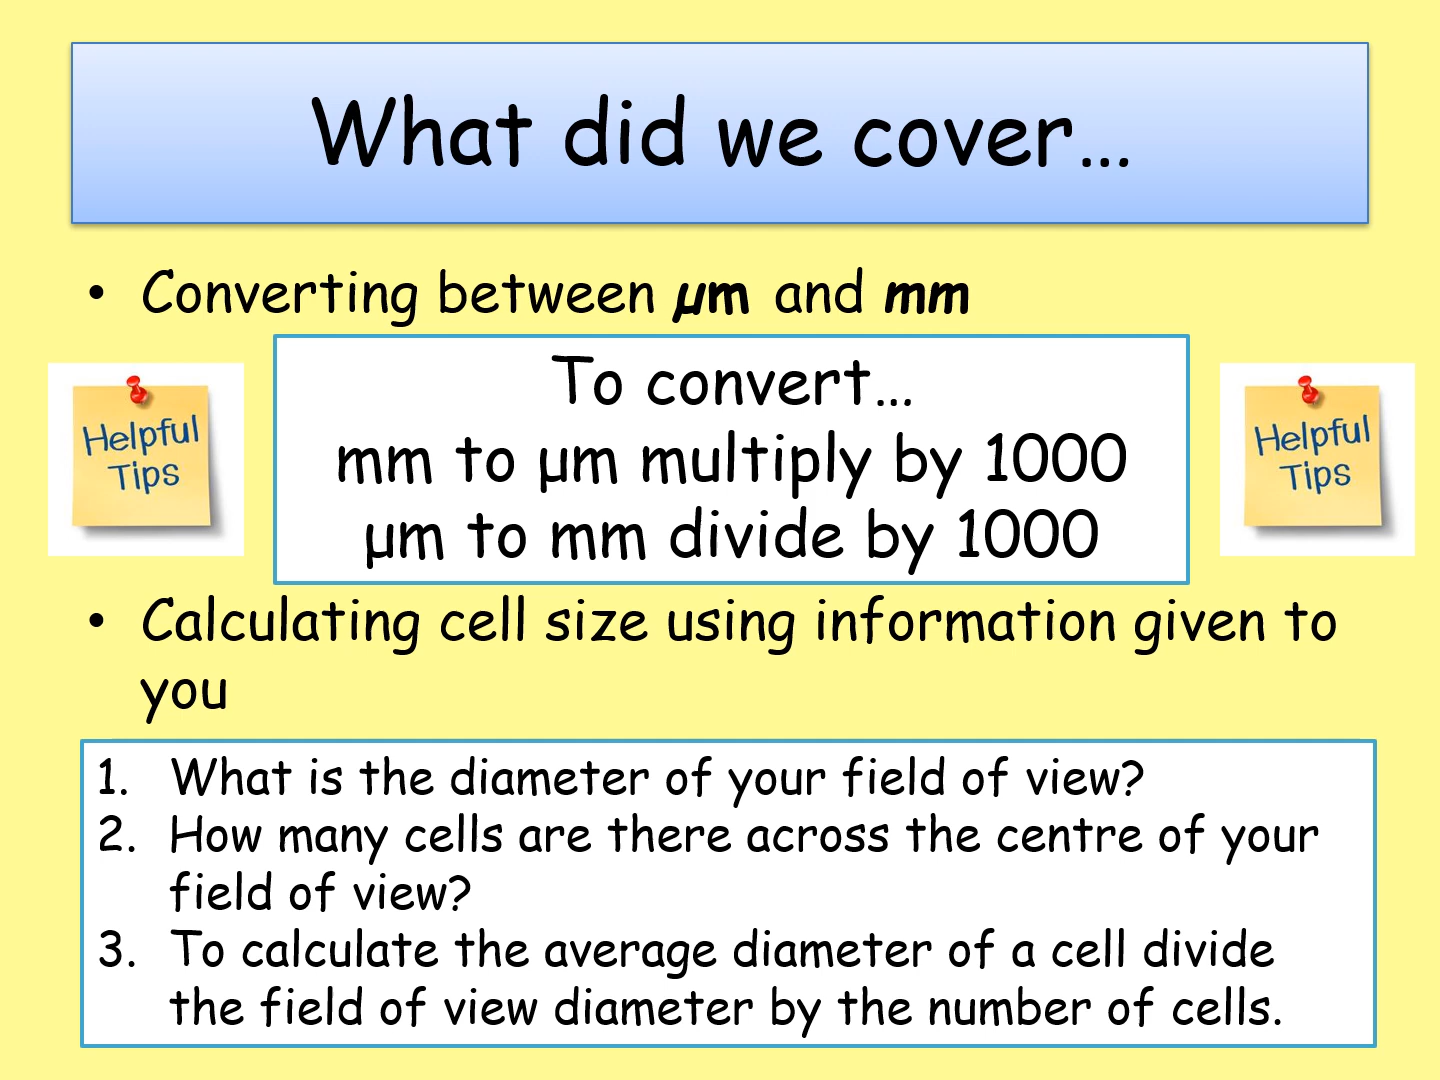 What did we cover…
• Converting between µm and mm
To convert…
mm to µm multiply by 1000
µm to mm divide by 1000
Helpful
Tips
Helpful
Tips
• Calculating cell size using information given to
you
1. What is the diameter of your field of view?
2. How many cells are there across the centre of your
field of view?
3. To calculate the average diameter of a cell divide
the field of view diameter by the number of cells.